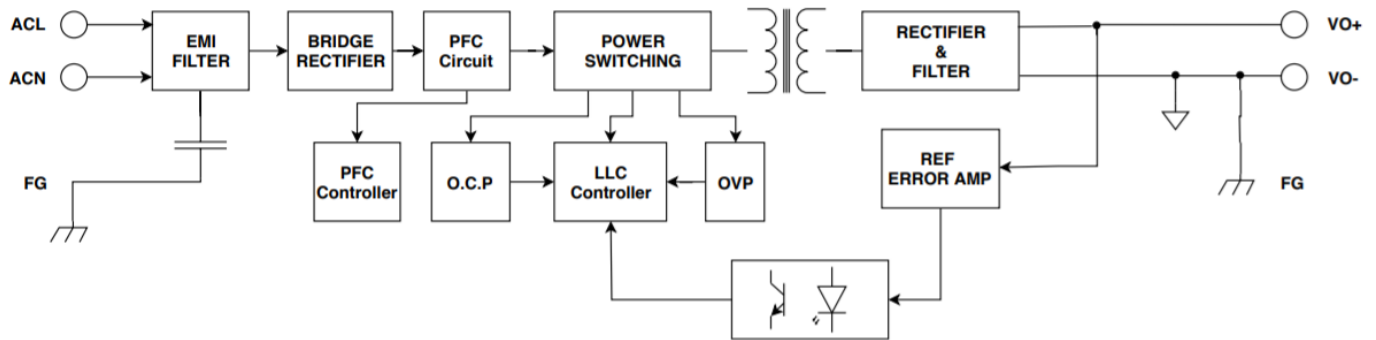 ACL
ACN
EMI
FILTER
BRIDGE
RECTIFIER
PFC
Circuit
POWER
SWITCHING
RECTIFIER
&
FILTER
VO+
VO-
FG
PFC
Controller
O.C.P
LLC
Controller
OVP
REF
ERROR AMP
FG